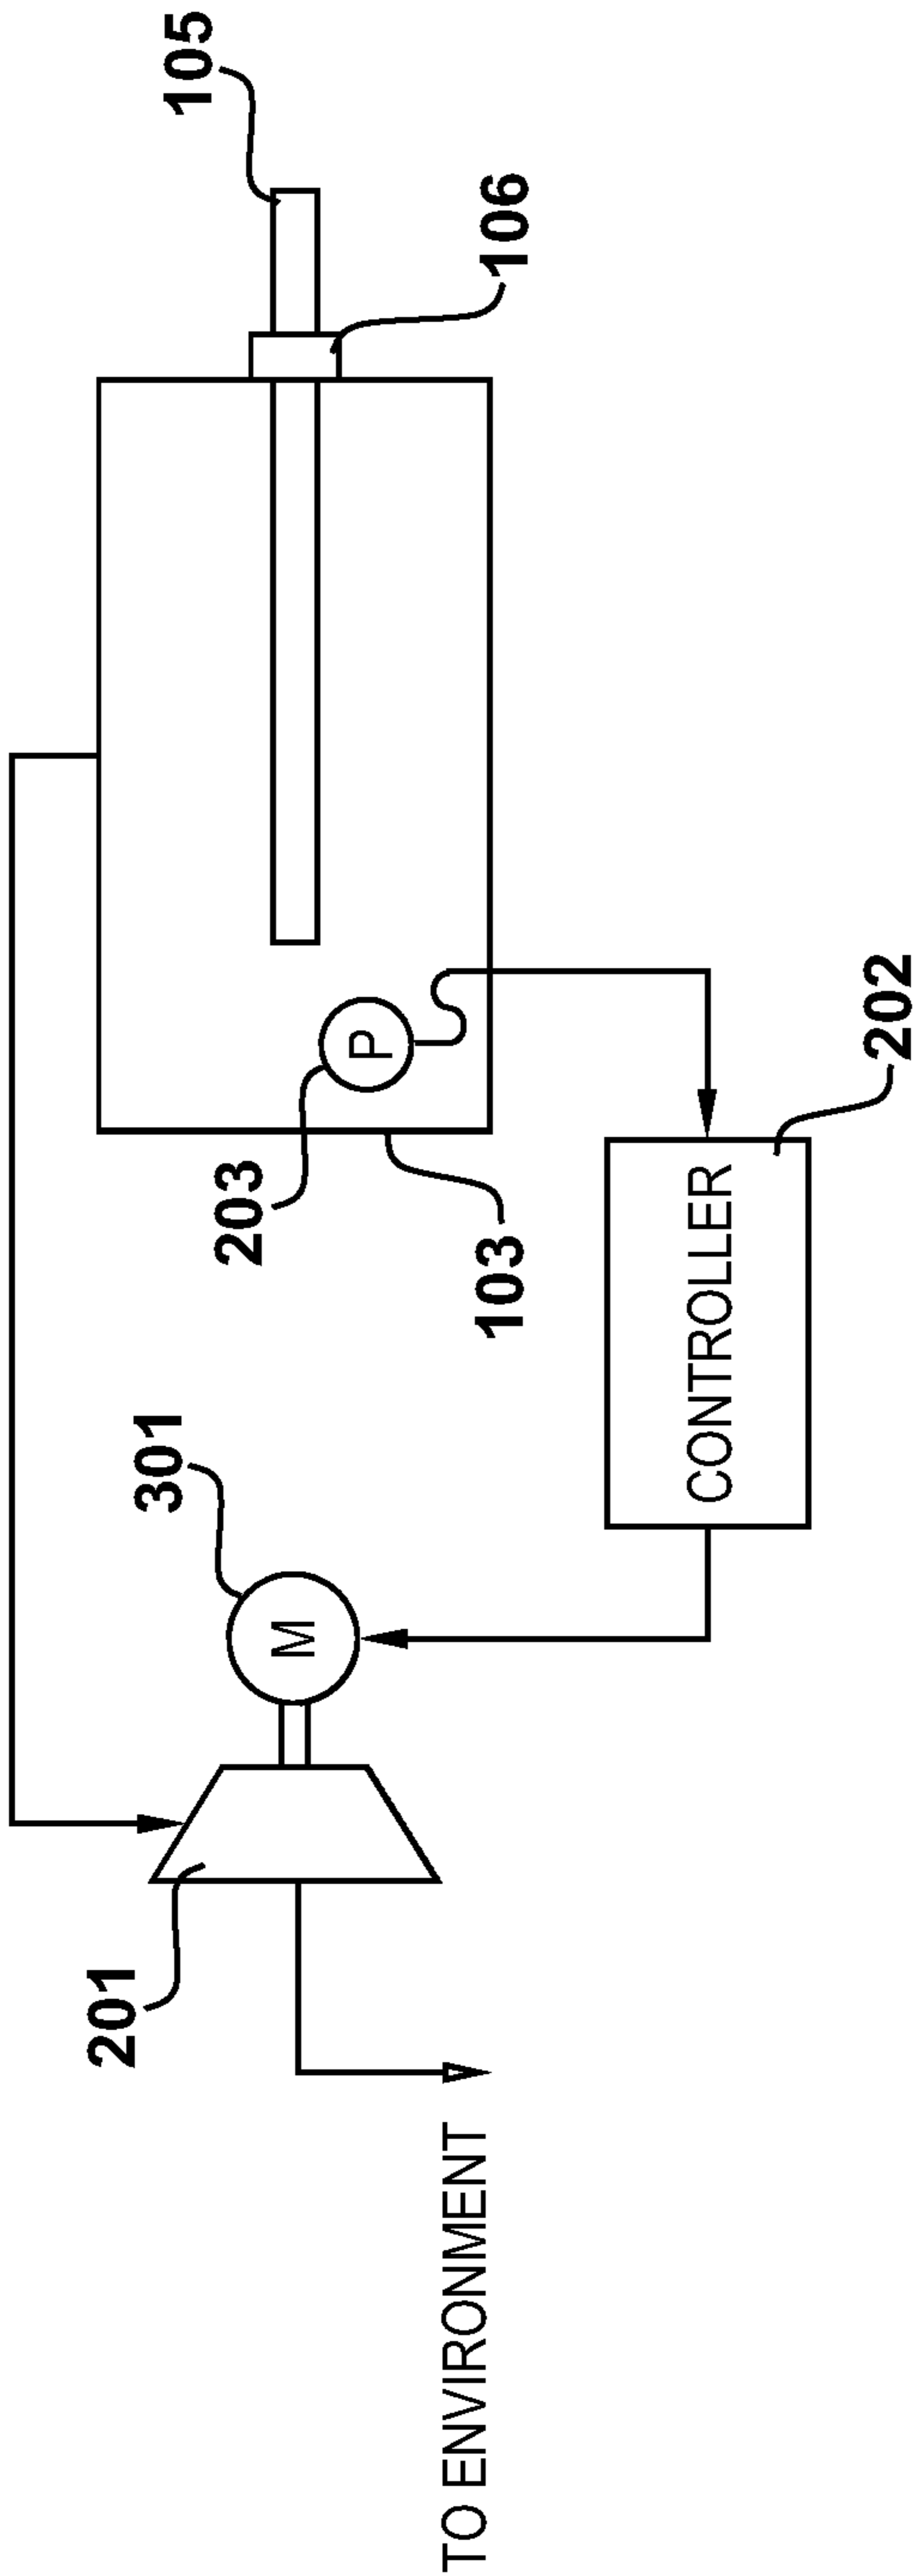 105
106
P
203
103
202
CONTROLLER
301
M
201
TO ENVIRONMENT